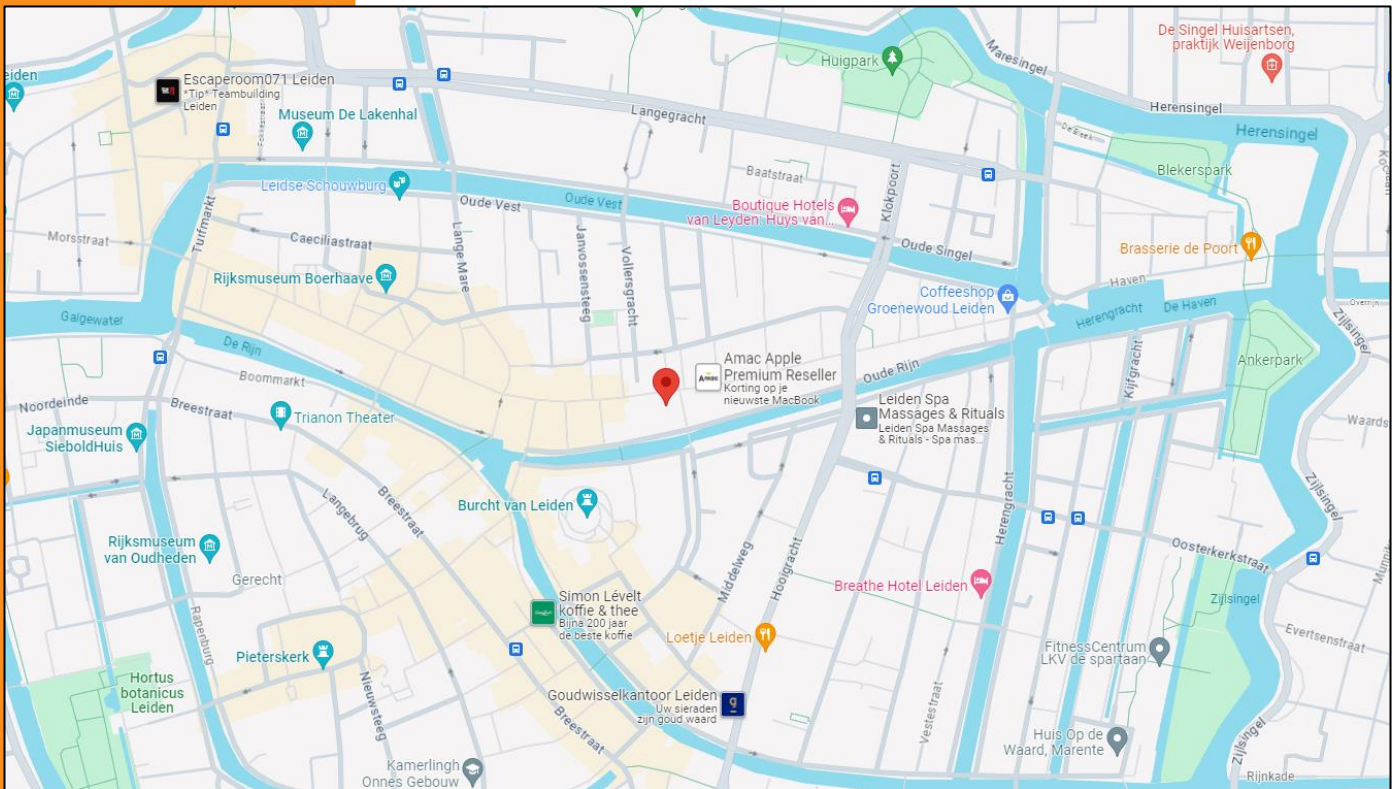 Maresingel
De Singel Huisartsen,
praktijk Weijenborg
Huigpark
Escaperoom071 Leiden
*Tip* Teambuilding
Leiden
eiden
Museum De Lakenhal
Langegracht
Herensingel
Herensingel
Blekerspark
Baatstraat
Klokpoort
Leidse Schouwburg
Oude Vest
Oude Vest
Boutique Hotels
van Leyden: Huys van...
Turfmarkt
Morsstraat
Caeciliastraat
Lange Mare
Janvossensteeg
Vollersgracht
Oude Singel
Brasserie de Poort
Rijksmuseum Boerhaave
Haven
Coffeeshop
Groenewoud Leiden
De Haven
Herengracht
Overrijn
Zijlsingel
Galgewater
De Rijn
Boommarkt
Amac Apple
Premium Reseller
Korting op je
nieuwste MacBook
Oude Rijn
Kijfgracht
Ankerpark
Noordeinde
Breestraat
Trianon Theater
Leiden Spa
Massages & Rituals
Leiden Spa Massages
& Rituals - Spa mas...
Waards
Japanmuseum
SieboldHuis
Langebrug
Breestraat
Burcht van Leiden
Herengracht
Zijlsingel
Rijksmuseum
van Oudheden
Gerecht
Middelweg
Hooigracht
Oosterkerkstraat
Breathe Hotel Leiden
Zijlsingel
Simon Lévelt
koffie & thee
Bijna 200 jaar
de beste koffie
Rapenburg
Loetje Leiden
Evertsenstraat
Pieterskerk
FitnessCentrum
LKV de spartaan
Hortus
botanicus
Leiden
Nieuwsteeg
Goudwisselkantoor Leiden
Uw sieraden
zijn goud waard
Breestraat
Vestestraat
Huis Op de
Waard, Marente
Zijlsingel
Kamerlingh
Onnes Gebouw
Rijnkade